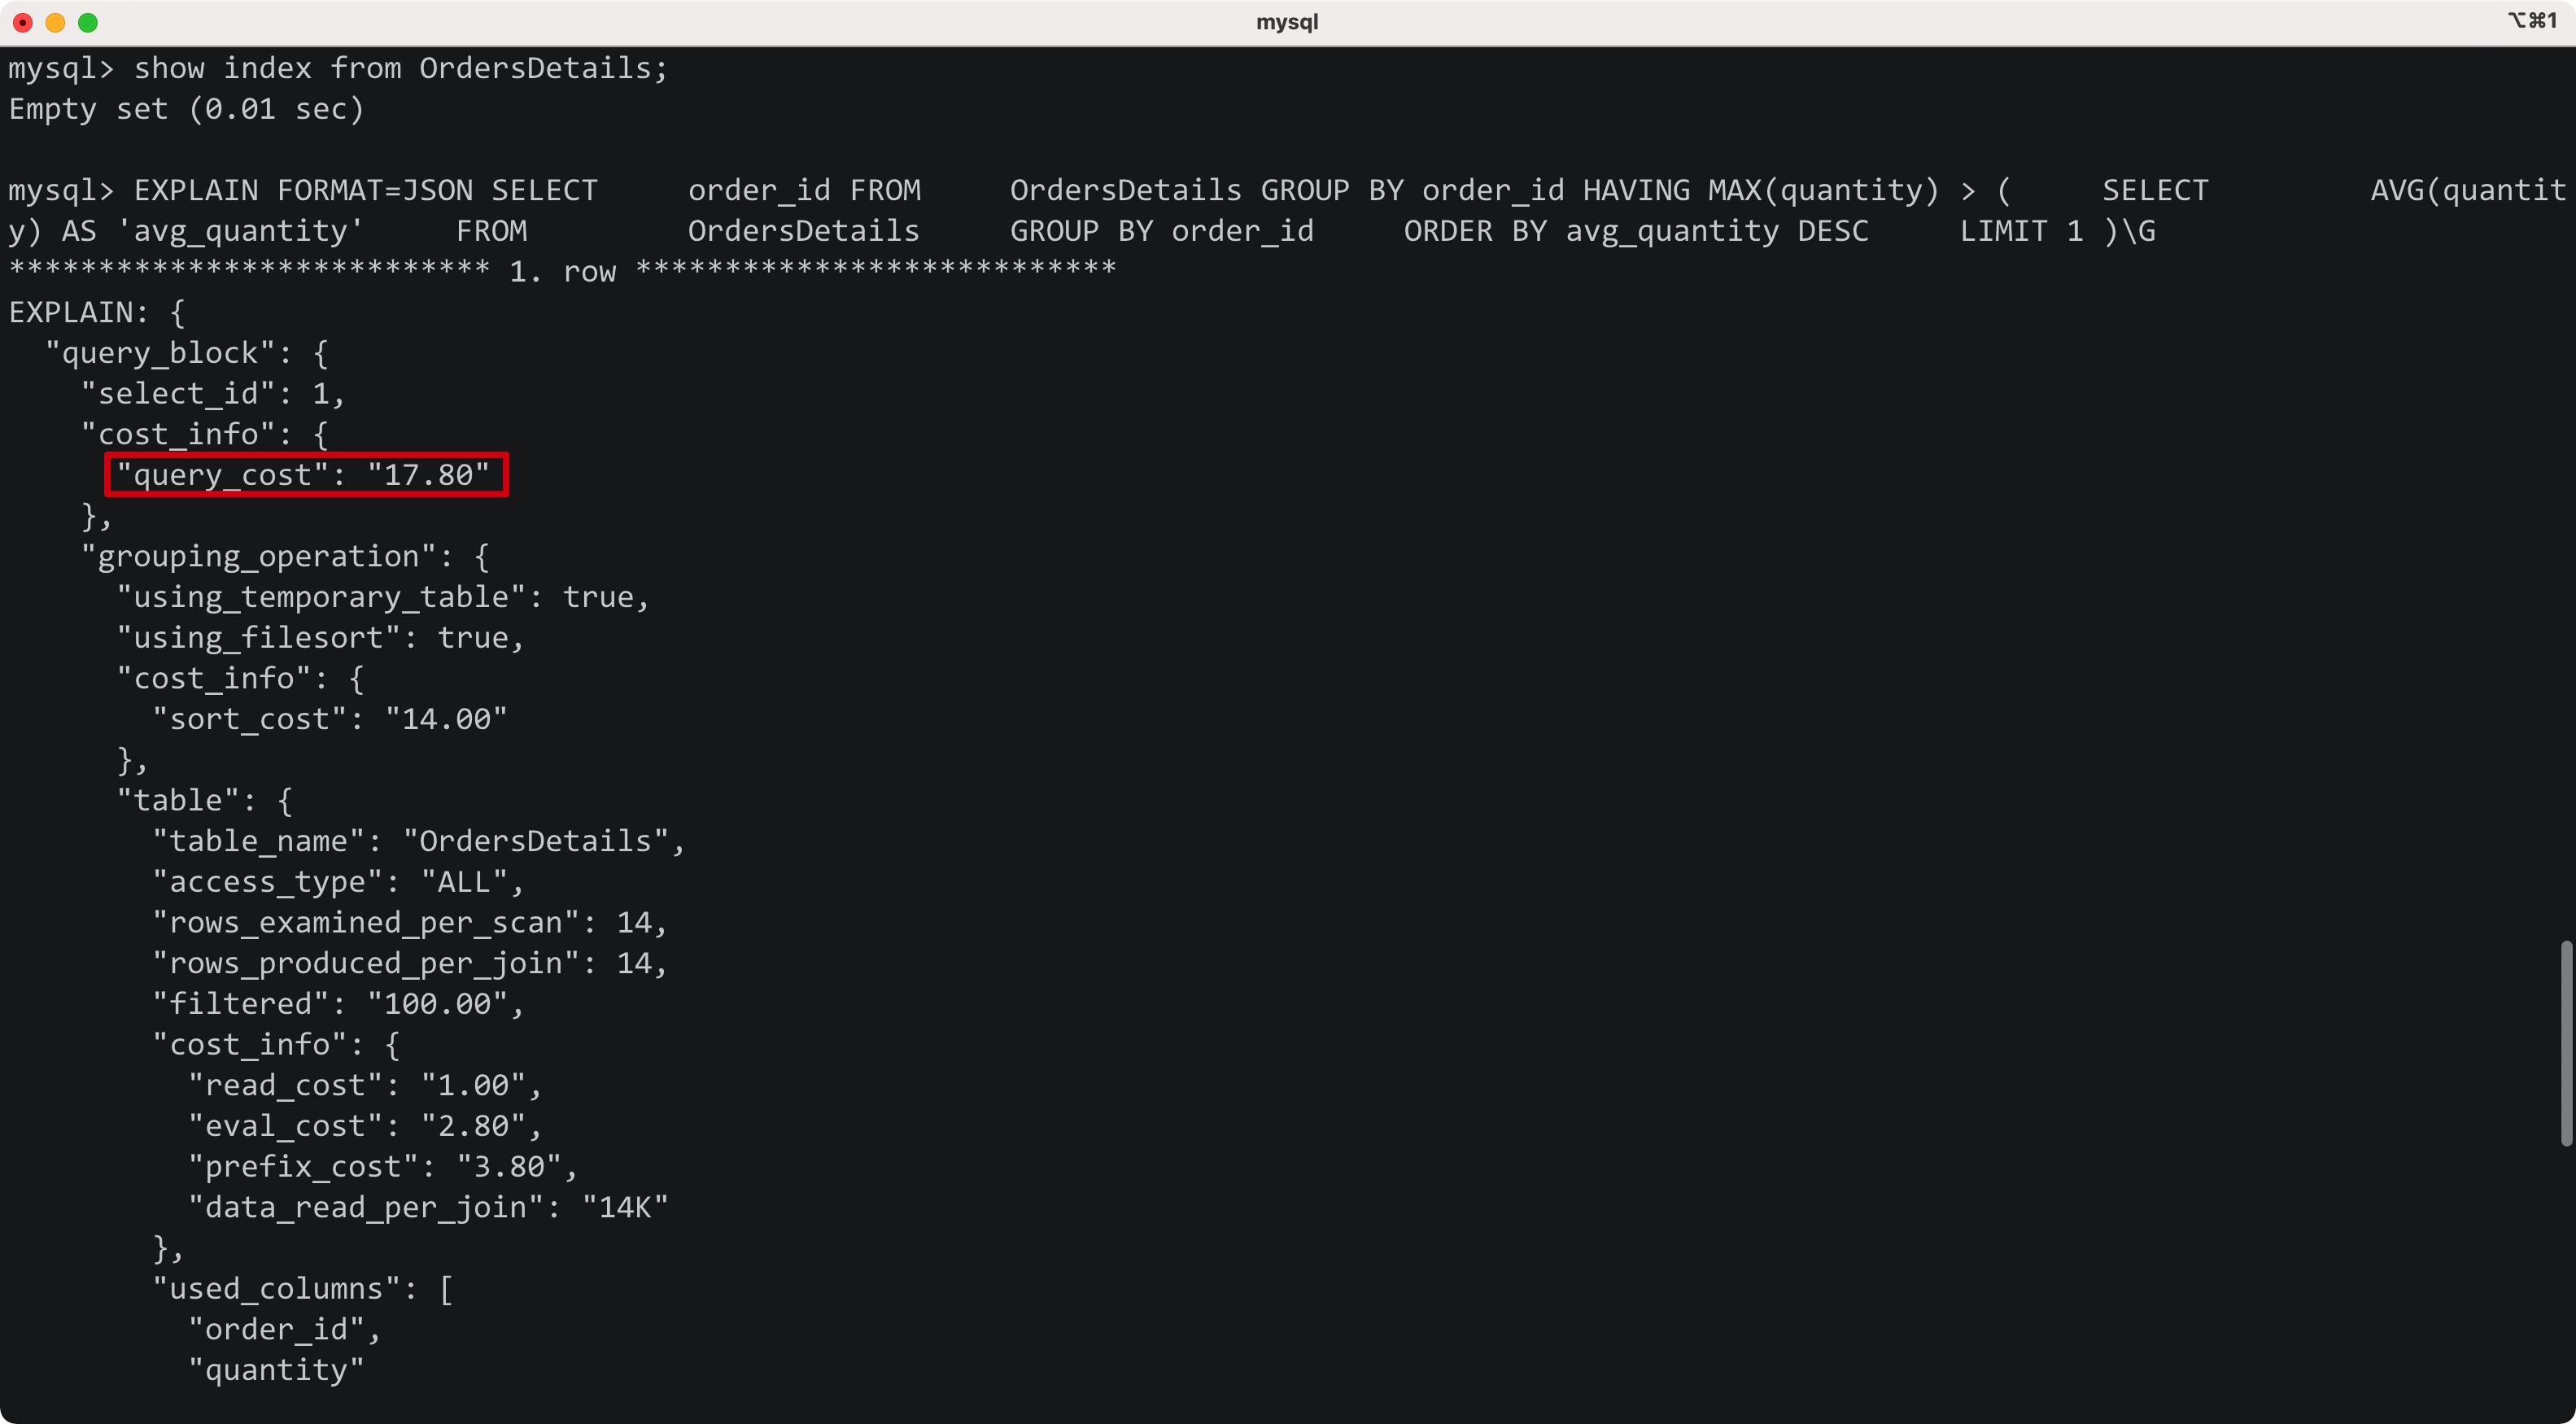 mysql
⌥⌘1
mysql> show index from OrdersDetails;
Empty set (0.01 sec)
mysql> EXPLAIN FORMAT=JSON SELECT     order_id FROM     OrdersDetails GROUP BY order_id HAVING MAX(quantity) > (     SELECT         AVG(quantit
y) AS 'avg_quantity'     FROM         OrdersDetails     GROUP BY order_id     ORDER BY avg_quantity DESC     LIMIT 1 )\G
*************************** 1. row ***************************
EXPLAIN: {
  "query_block": {
    "select_id": 1,
    "cost_info": {
      "query_cost": "17.80"
    },
    "grouping_operation": {
      "using_temporary_table": true,
      "using_filesort": true,
      "cost_info": {
        "sort_cost": "14.00"
      },
      "table": {
        "table_name": "OrdersDetails",
        "access_type": "ALL",
        "rows_examined_per_scan": 14,
        "rows_produced_per_join": 14,
        "filtered": "100.00",
        "cost_info": {
          "read_cost": "1.00",
          "eval_cost": "2.80",
          "prefix_cost": "3.80",
          "data_read_per_join": "14K"
        },
        "used_columns": [
          "order_id",
          "quantity"